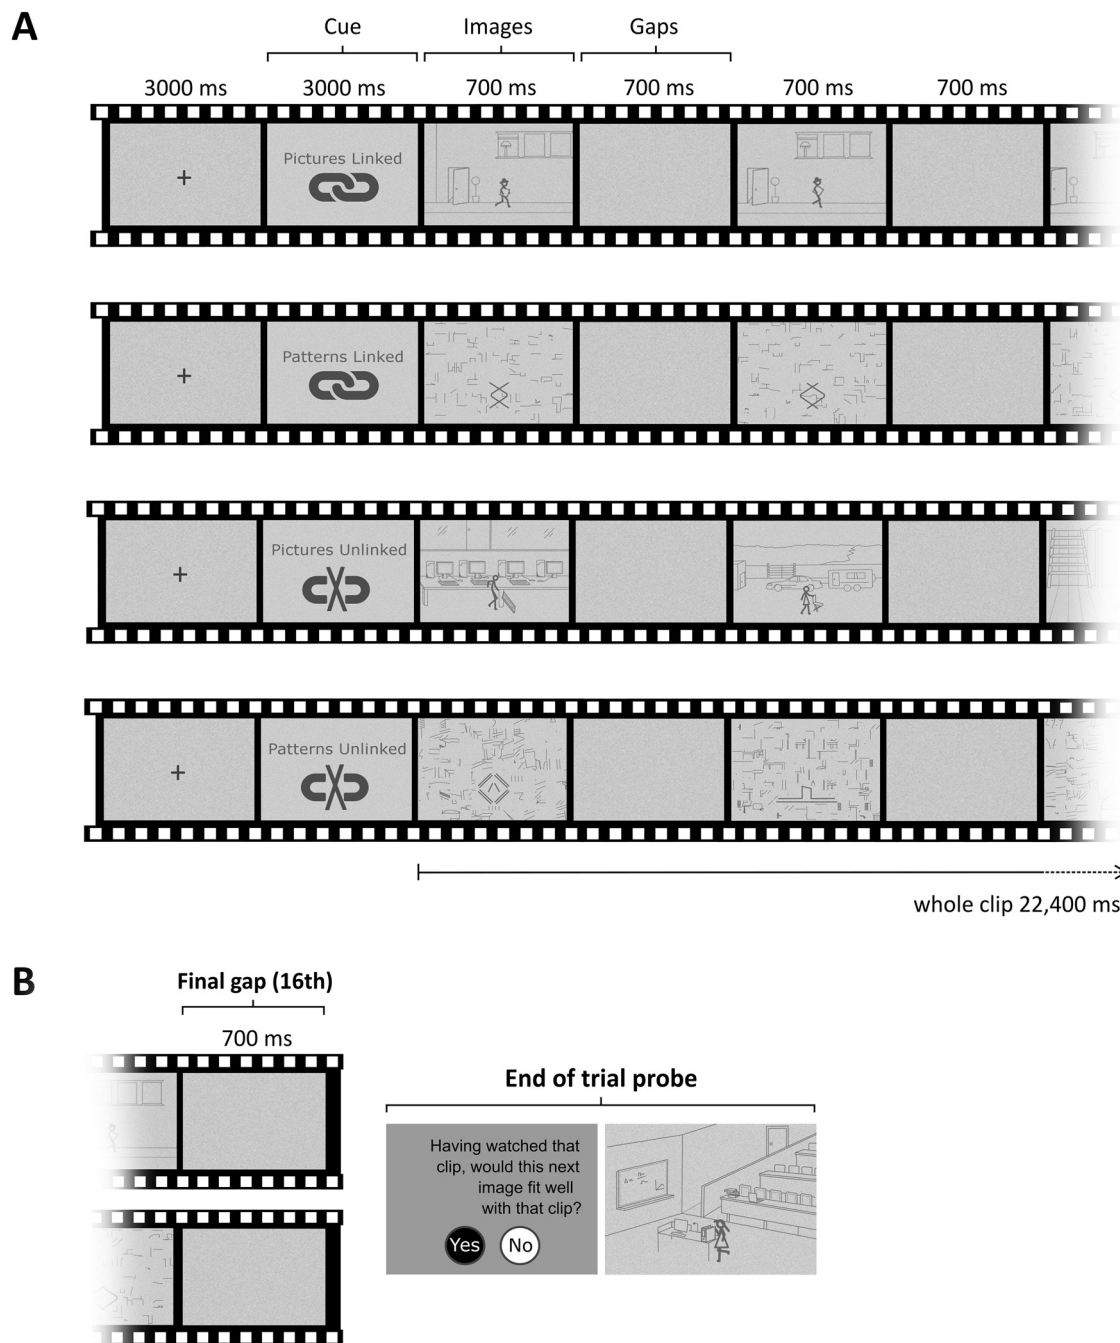 A
Cue
Images
Gaps
3000 ms
3000 ms
700 ms
700 ms
700 ms
700 ms
Pictures Linked
Patterns Linked
Pictures Unlinked
Patterns Unlinked
whole clip 22,400 ms
B
Final gap (16th)
700 ms
End of trial probe
Having watched that
clip, would this next
image fit well
with that clip?
Yes No